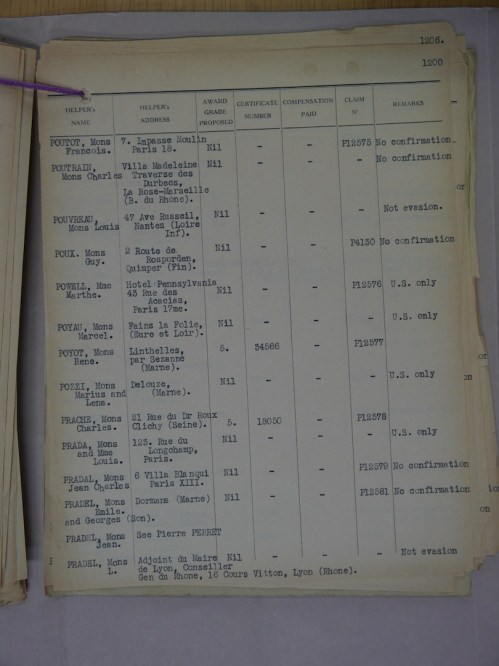 1206.
1200
HELPER's NAME HELPER's ADDRESS AWARD GRADE PROPOSED CERTIFICATE NUMBER COMPENSATION PAID CLAIM Nº REMARKS
POUTOT, Mons 7. Impasse Moulin
Francois. Paris 18. Nil - - F12575 No confirmation
POUTRAIN, Villa Madeleine Nil - - - No confirmation
Mons Charles Traverse des
Durbecs,
La Rose-Marseille
(B. du Rhône).
POUVREAU, 47 Ave Russeil, Nil - - - Not evasion.
Mons Louis Nantes (Loire
Inf).
POUX. Mons 2 Route de Nil - - P4130 No confirmation
Guy. Rosporden,
Quimper (Fin).
POWELL, Mme Hotel Pennsylvania
Marthe. 43 Rue des Nil - - F12576 U.S. only
Acacias,
Paris 17me.
POYAU, Mons Fains la Folie, Nil - - - U.S. only
Marcel. (Eure et Loir).
POYOT, Mons Linthelles, 5. 34566 - F12577
Rene. par Sezanne
(Marne).
POZZI, Mons Delouze, Nil - - - U.S. only
Marius and (Marne).
Lena.
PRACHE, Mons 21 Rue du Dr Roux
Charles. Clichy (Seine). 5. 18050 - F12578
PRADA, Mons 123. Rue du Nil - - - U.S. only
and Mme Longchamp,
Louis. Paris.
PRADAL, Mons 6 Villa Blanqui Nil - - F12579 No confirmation
Jean Charles Paris XIII.
PRADEL, Mons Dormans (Marne) Nil - - F12581 No confirmation
Emile.
and Georges (Son).
PRADEL, Mons See Pierre PERRET
Jean.
PRADEL, Mons Adjoint du Maire Nil - - - Not evasion
L. de Lyon, Conseiller
Gen du Rhone, 16 Cours Vitton, Lyon (Rhone).